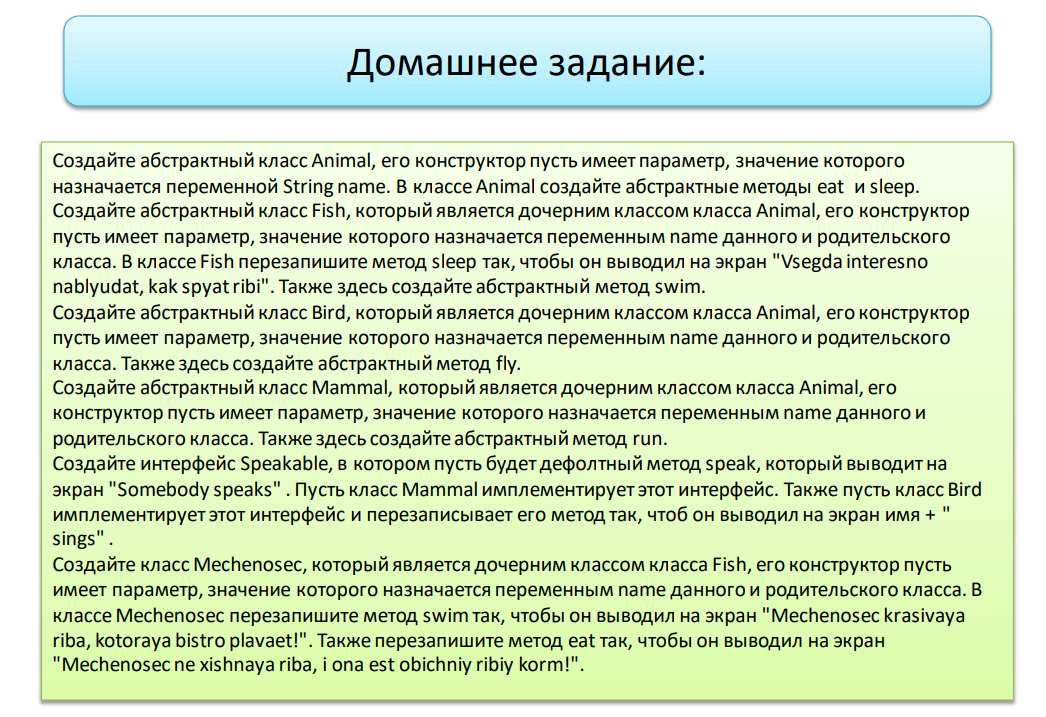 Домашнее задание:
Создайте абстрактный класс Animal, его конструктор пусть имеет параметр, значение которого
назначается переменной String name. В классе Animal создайте абстрактные методы eat и sleep.
Создайте абстрактный класс Fish, который является дочерним классом класса Animal, его конструктор
пусть имеет параметр, значение которого назначается переменным name данного и родительского
класса. В классе Fish перезапишите метод sleep так, чтобы он выводил на экран "Vsegda interesno
nablyudat, kak spyat ribi". Также здесь создайте абстрактный метод swim.
Создайте абстрактный класс Bird, который является дочерним классом класса Animal, его конструктор
пусть имеет параметр, значение которого назначается переменным name данного и родительского
класса. Также здесь создайте абстрактный метод fly.
Создайте абстрактный класс Mammal, который является дочерним классом класса Animal, его
конструктор пусть имеет параметр, значение которого назначается переменным name данного и
родительского класса. Также здесь создайте абстрактный метод run.
Создайте интерфейс Speakable, в котором пусть будет дефолтный метод speak, который выводит на
экран "Somebody speaks" . Пусть класс Mammal имплементирует этот интерфейс. Также пусть класс Bird
имплементирует этот интерфейс и перезаписывает его метод так, чтоб он выводил на экран имя + "
sings" .
Создайте класс Mechenosec, который является дочерним классом класса Fish, его конструктор пусть
имеет параметр, значение которого назначается переменным name данного и родительского класса. В
классе Mechenosec перезапишите метод swim так, чтобы он выводил на экран "Mechenosec krasivaya
riba, kotoraya bistro plavaet!". Также перезапишите метод eat так, чтобы он выводил на экран
"Mechenosec ne xishnaya riba, i ona est obichniy ribiy korm!".